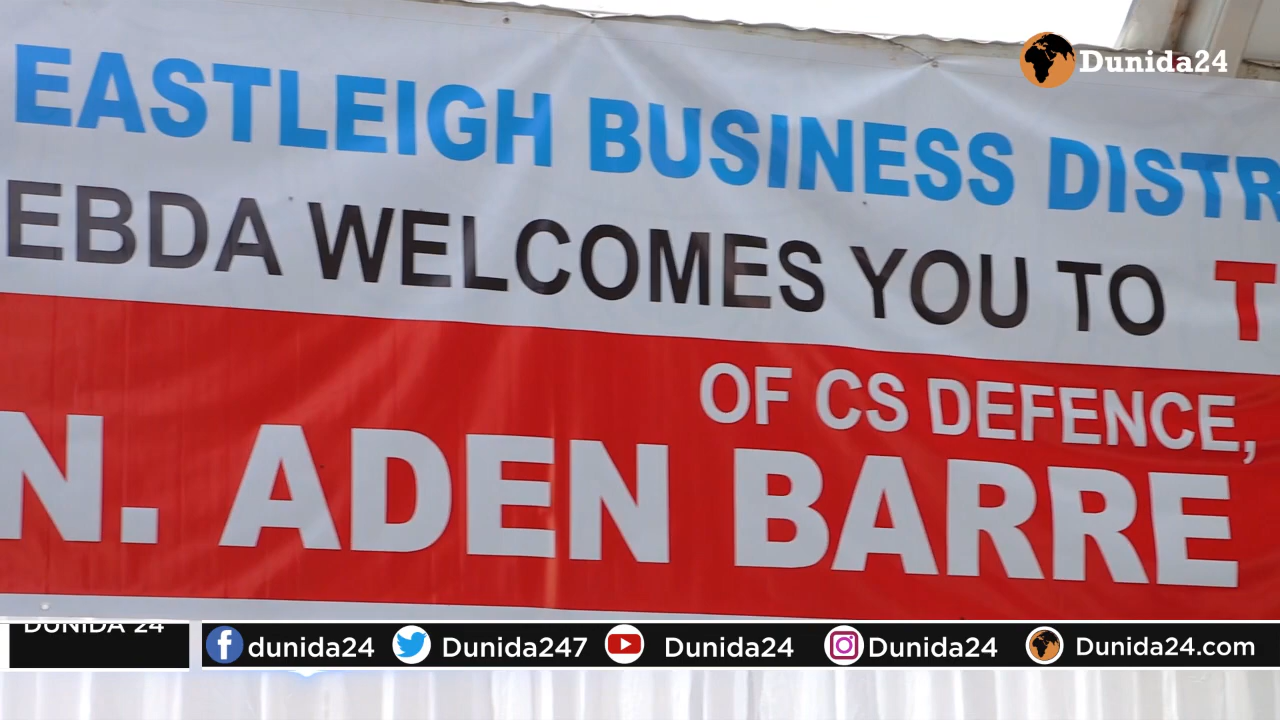 Dunida24
EASTLEIGH BUSINESS DISTR
EBDA WELCOMES YOU TO T
OF CS DEFENCE,
N. ADEN BARRE
DUNIDA 24
dunida24 Dunida247 Dunida24 Dunida24 Dunida24.com